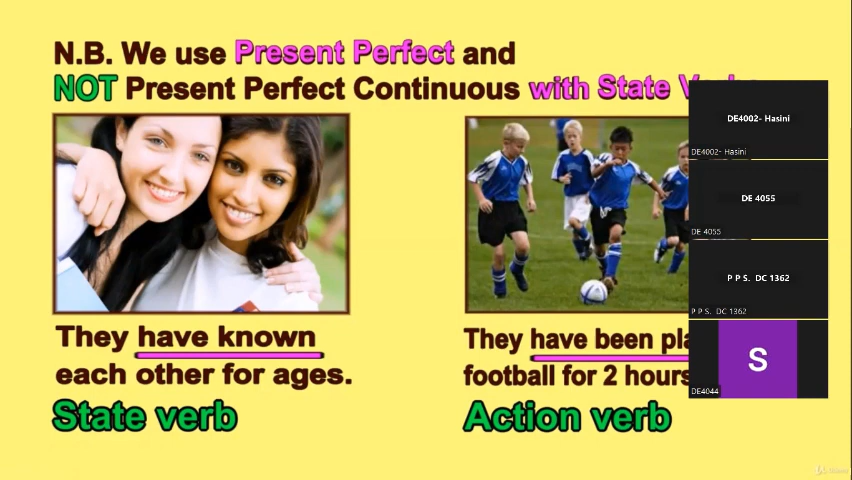 N.B. We use Present Perfect and
NOT Present Perfect Continuous with State
They have known
each other for ages.
State verb
They have been
football for 2 hours
Action verb
DE4002- Hasini
DE4002- Hasini
DE 4055
DE 4055
P P S. DC 1362
P P S. DC 1362
S
DE4044